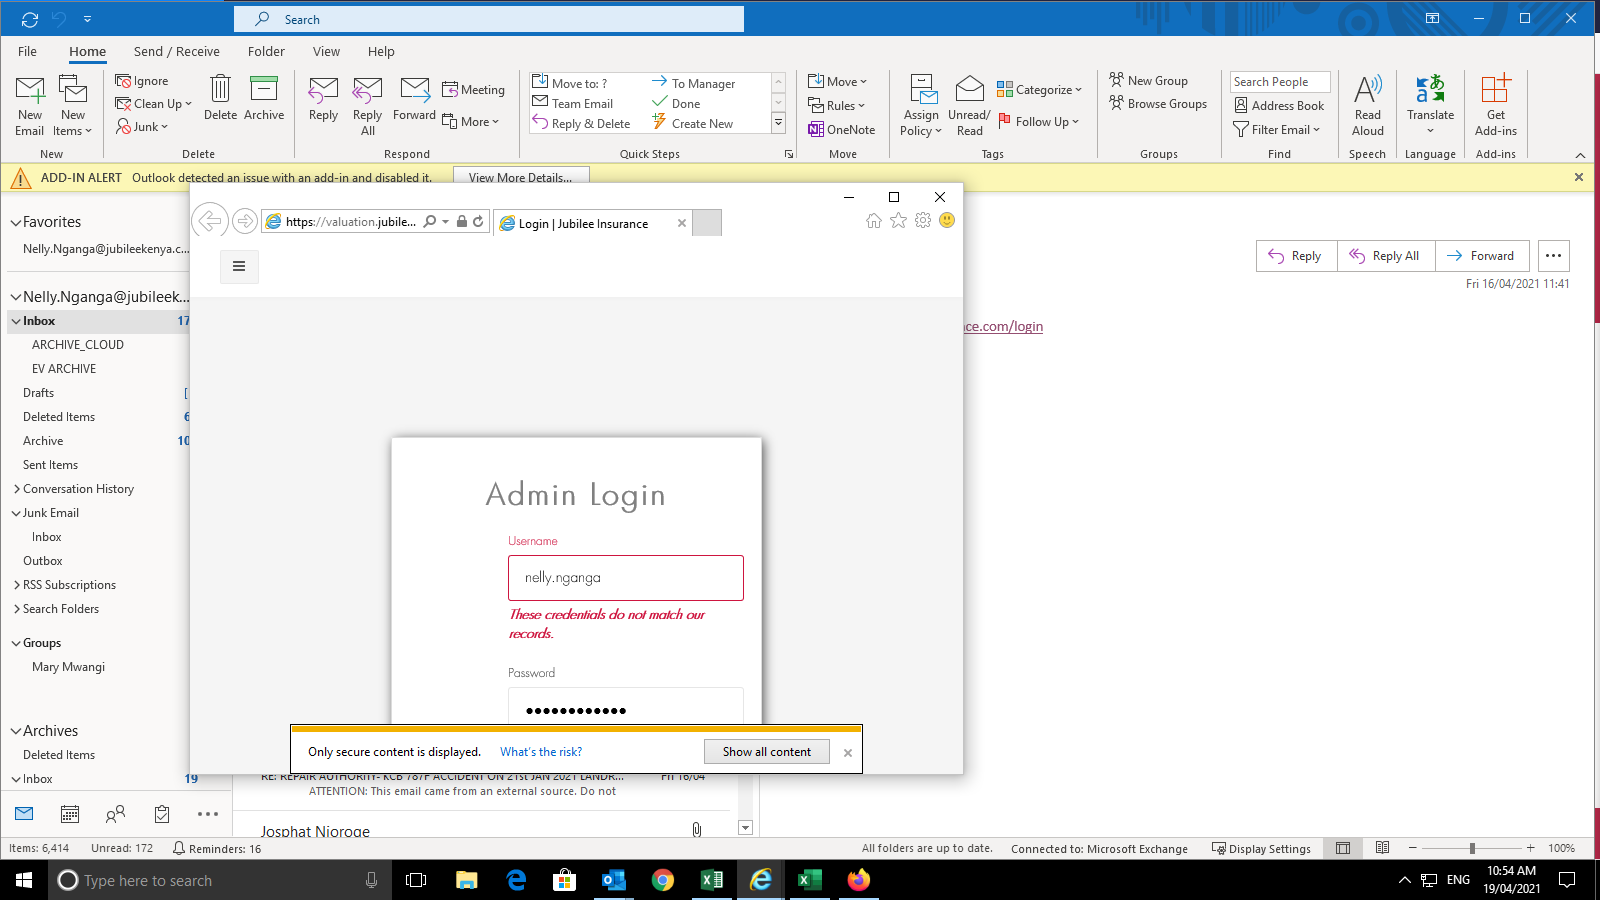 Search
File Home Send / Receive Folder View Help
New Email
New Items
Ignore
Clean Up
Junk
Delete
Archive
Reply
Reply All
Forward
Meeting
More
Move to: ?
To Manager
Team Email
Done
Reply & Delete
Create New
Move
Rules
OneNote
Assign Policy
Unread/ Read
Categorize
Follow Up
New Group
Browse Groups
Search People
Address Book
Filter Email
Read Aloud
Translate
Get Add-ins
New Delete Respond Quick Steps Move Tags Groups Find Speech Language Add-ins
ADD-IN ALERT Outlook detected an issue with an add-in and disabled it. View More Details...
Favorites
Nelly.Nganga@jubileekenya.c...
Nelly.Nganga@jubileek...
Inbox 17
ARCHIVE_CLOUD
EV ARCHIVE
Drafts [
Deleted Items 6
Archive 10
Sent Items
Conversation History
Junk Email
Inbox
Outbox
RSS Subscriptions
Search Folders
Groups
Mary Mwangi
Archives
Deleted Items
Inbox 19
https://valuation.jubile...
Login | Jubilee Insurance
Admin Login
Username
nelly.nganga
These credentials do not match our
records.
Password
Only secure content is displayed. What's the risk? Show all content
Reply Reply All Forward
Fri 16/04/2021 11:41
nce.com/login
RE: REPAIR AUTHORITY- KCB 787P ACCIDENT ON 21st JAN 2021 LANDR... Fri 16/04
ATTENTION: This email came from an external source. Do not
Josphat Njoroge
Items: 6,414 Unread: 172 Reminders: 16 All folders are up to date. Connected to: Microsoft Exchange Display Settings 100%
Type here to search
ENG
10:54 AM
19/04/2021